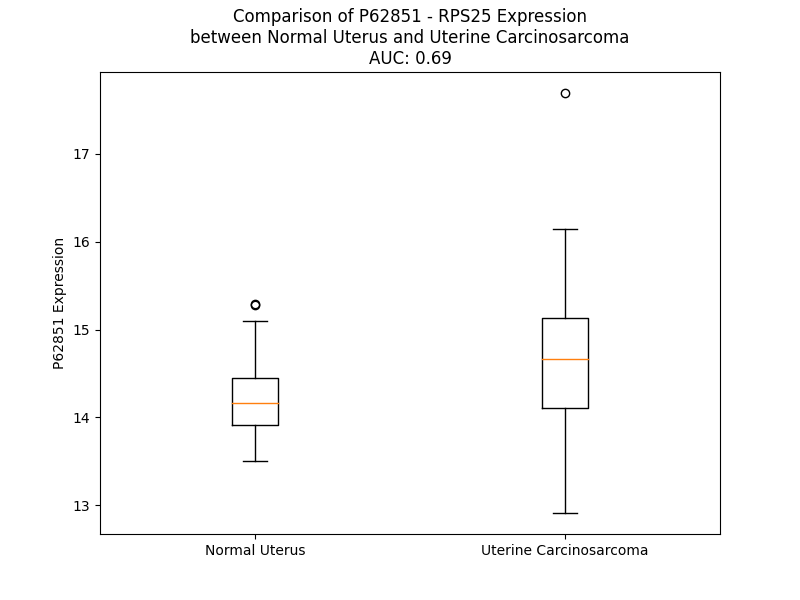 Comparison of P62851 - RPS25 Expression
between Normal Uterus and Uterine Carcinosarcoma
AUC: 0.69
17
16
15
14
13
P62851 Expression
Normal Uterus
Uterine Carcinosarcoma